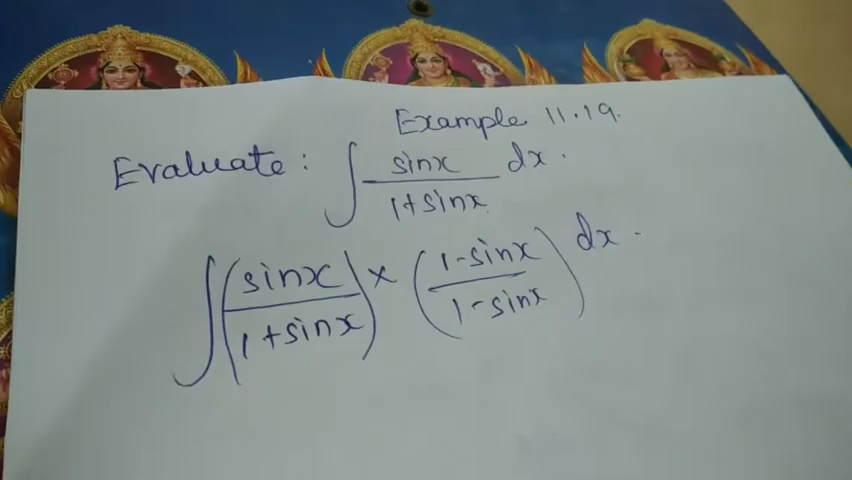 Example 11.19.
Evaluate: ∫ sinx / 1+sinx dx.
∫ (sinx / 1+sinx) × (1-sinx / 1-sinx) dx.